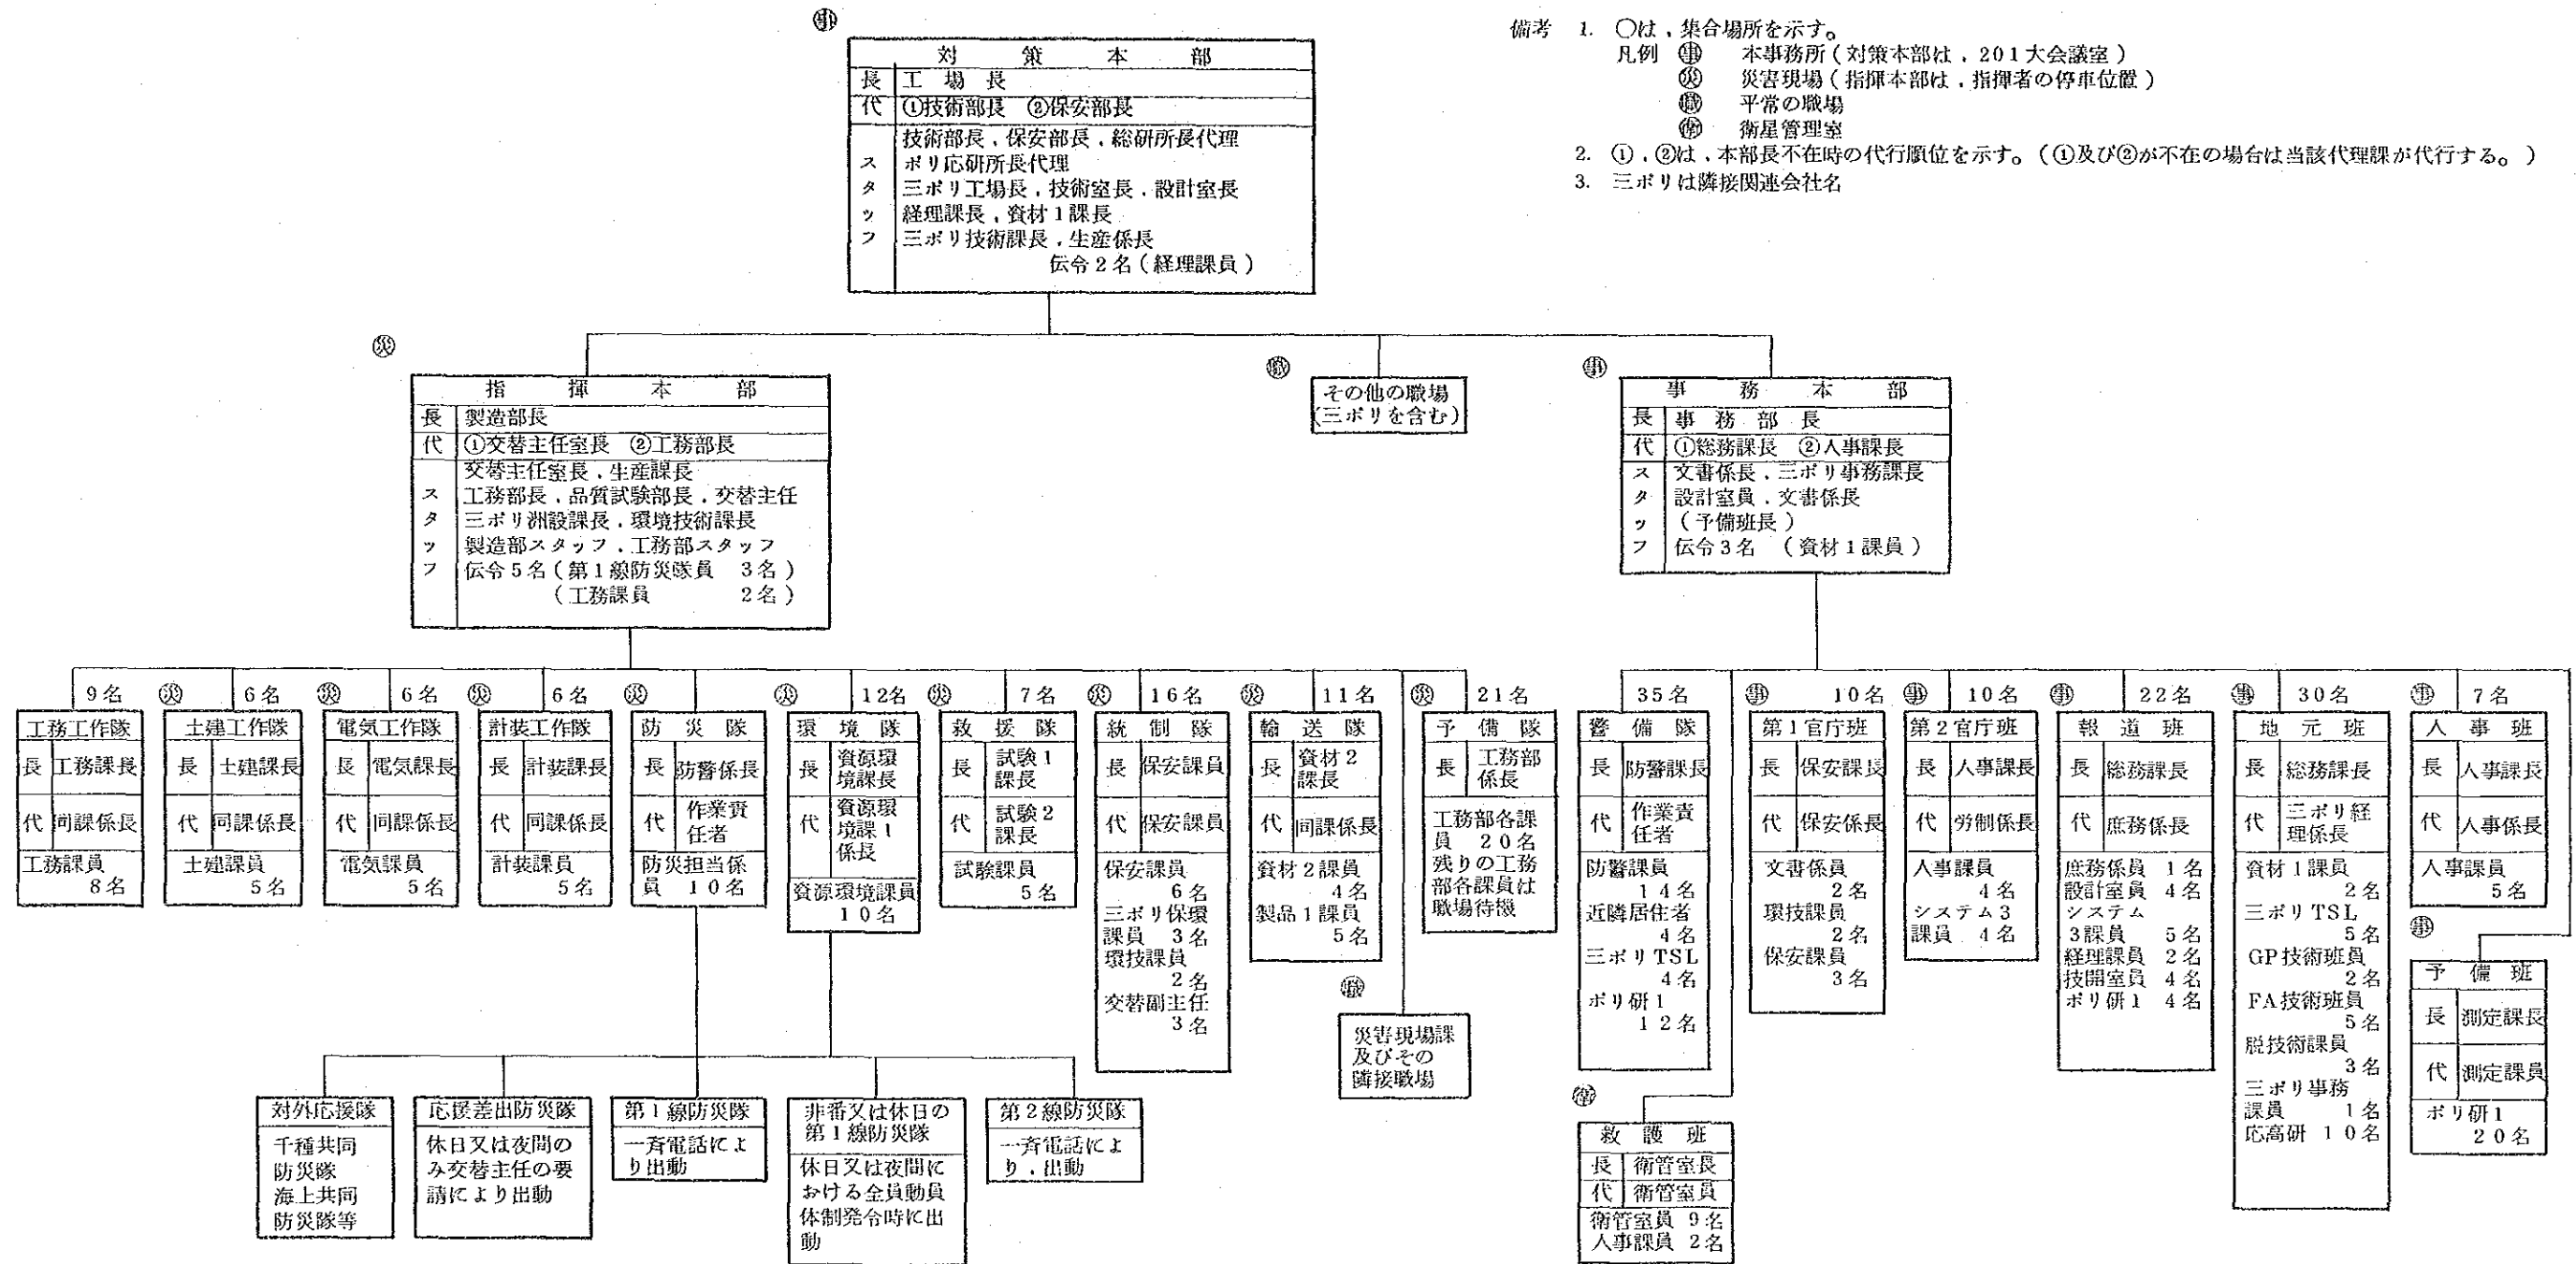 備考 1. ○は，集合場所を示す。
凡例 ㊞ 本事務所（対策本部は，201大会議室）
災 災害現場（指揮本部は，指揮者の停車位置）
職 平常の職場
衛 衛星管理室
2. ①，②は，本部長不在時の代行順位を示す。（①及び②が不在の場合は当該代理課が代行する。）
3. 三ポリは隣接関連会社名
事
対策本部
長 工場長
代 ①技術部長 ②保安部長
スタッフ
技術部長，保安部長，総研所長代理
ポリ応研所長代理
三ポリ工場長，技術室長，設計室長
経理課長，資材1課長
三ポリ技術課長，生産係長
伝令2名（経理課員）
災
指揮本部
長 製造部長
代 ①交替主任室長 ②工務部長
スタッフ
交替主任室長，生産課長
工務部長，品質試験部長，交替主任
三ポリ洲設課長，環境技術課長
製造部スタッフ，工務部スタッフ
伝令5名（第1線防災隊員 3名）
（工務課員 2名）
職
その他の職場
（三ポリを含む）
事
事務本部
長 事務部長
代 ①総務課長 ②人事課長
スタッフ
文書係長，三ポリ事務課長
設計室員，文書係長
（予備班長）
伝令3名 （資材1課員）
9名
工務工作隊
長 工務課長
代 同課係長
工務課員
8名
災 6名
土建工作隊
長 土建課長
代 同課係長
土建課員
5名
災 6名
電気工作隊
長 電気課長
代 同課係長
電気課員
5名
災 6名
計装工作隊
長 計装課長
代 同課係長
計装課員
5名
災
防災隊
長 防警係長
代 作業責
任者
防災担当係
員 10名
災 12名
環境隊
長 資源環
境課長
代 資源環
境課1
係長
資源環境課員
10名
災 7名
救援隊
長 試験1
課長
代 試験2
課長
試験課員
5名
災 16名
統制隊
長 保安課員
代 保安課員
保安課員
6名
三ポリ保環
課員 3名
環技課員
2名
交替副主任
3名
災 11名
輸送隊
長 資材2
課長
代 同課係長
資材2課員
4名
製品1課員
5名
災 21名
予備隊
長 工務部
係長
工務部各課
員 20名
残りの工務
部各課員は
職場待機
職
災害現場課
及びその
隣接職場
35名
警備隊
長 防警課長
代 作業責
任者
防警課員
14名
近隣居住者
4名
三ポリTSL
4名
ポリ研1
12名
事 10名
第1官庁班
長 保安課長
代 保安係長
文書係員
2名
環技課員
2名
保安課員
3名
事 10名
第2官庁班
長 人事課長
代 労制係長
人事課員
4名
システム3
課員 4名
事 22名
報道班
長 総務課長
代 庶務係長
庶務係員 1名
設計室員 4名
システム
3課員 5名
経理課員 2名
技開室員 4名
ポリ研1 4名
事 30名
地元班
長 総務課長
代 三ポリ経
理係長
資材1課員
2名
三ポリTSL
5名
GP技術班員
2名
FA技術班員
5名
脱技術課員
3名
三ポリ事務
課員 1名
応高研 10名
事 7名
人事班
長 人事課長
代 人事係長
人事課員
5名
事
予備班
長 測定課長
代 測定課員
ポリ研1
20名
衛
救護班
長 衛管室長
代 衛管室員
衛管室員 9名
人事課員 2名
対外応援隊
千種共同
防災隊
海上共同
防災隊等
応援差出防災隊
休日又は夜間の
み交替主任の要
請により出動
第1線防災隊
一斉電話によ
り出動
非番又は休日の
第1線防災隊
休日又は夜間に
おける全員動員
体制発令時に出
動
第2線防災隊
一斉電話によ
り，出動